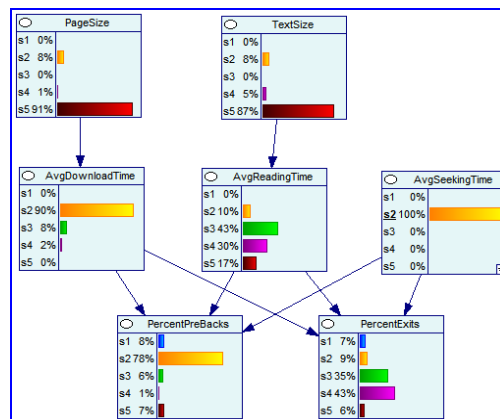 PageSize
s1 0%
s2 8%
s3 0%
s4 1%
s5 91%
TextSize
s1 0%
s2 8%
s3 0%
s4 5%
s5 87%
AvgDownloadTime
s1 0%
s2 90%
s3 8%
s4 2%
s5 0%
AvgReadingTime
s1 0%
s2 10%
s3 43%
s4 30%
s5 17%
AvgSeekingTime
s1 0%
s2 100%
s3 0%
s4 0%
s5 0%
PercentPreBacks
s1 8%
s2 78%
s3 6%
s4 1%
s5 7%
PercentExits
s1 7%
s2 9%
s3 35%
s4 43%
s5 6%